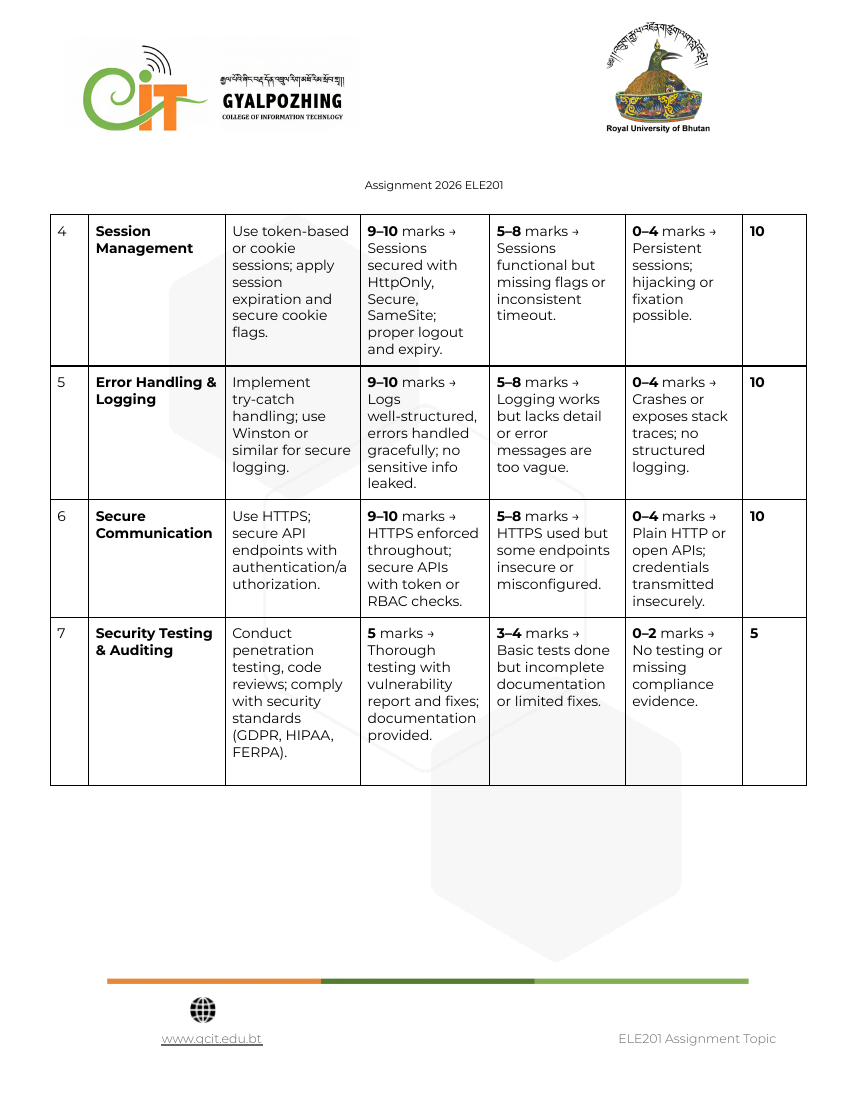 CiT
GYALPOZHING
COLLEGE OF INFORMATION TECHNLOGY
Royal University of Bhutan
Assignment 2026 ELE201
4
Session
Management
Use token-based
or cookie
sessions; apply
session
expiration and
secure cookie
flags.
9–10 marks →
Sessions
secured with
HttpOnly,
Secure,
SameSite;
proper logout
and expiry.
5–8 marks →
Sessions
functional but
missing flags or
inconsistent
timeout.
0–4 marks →
Persistent
sessions;
hijacking or
fixation
possible.
10
5
Error Handling &
Logging
Implement
try-catch
handling; use
Winston or
similar for secure
logging.
9–10 marks →
Logs
well-structured,
errors handled
gracefully; no
sensitive info
leaked.
5–8 marks →
Logging works
but lacks detail
or error
messages are
too vague.
0–4 marks →
Crashes or
exposes stack
traces; no
structured
logging.
10
6
Secure
Communication
Use HTTPS;
secure API
endpoints with
authentication/a
uthorization.
9–10 marks →
HTTPS enforced
throughout;
secure APIs
with token or
RBAC checks.
5–8 marks →
HTTPS used but
some endpoints
insecure or
misconfigured.
0–4 marks →
Plain HTTP or
open APIs;
credentials
transmitted
insecurely.
10
7
Security Testing
& Auditing
Conduct
penetration
testing, code
reviews; comply
with security
standards
(GDPR, HIPAA,
FERPA).
5 marks →
Thorough
testing with
vulnerability
report and fixes;
documentation
provided.
3–4 marks →
Basic tests done
but incomplete
documentation
or limited fixes.
0–2 marks →
No testing or
missing
compliance
evidence.
5
www.gcit.edu.bt
ELE201 Assignment Topic